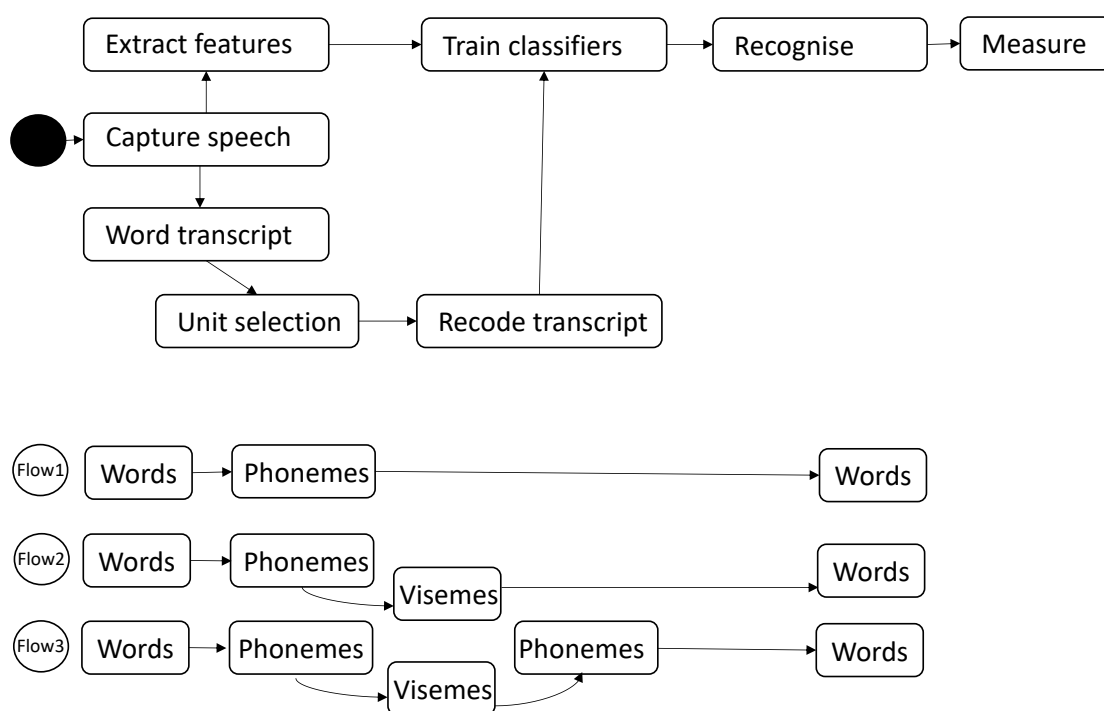 Extract features
Train classifiers
Recognise
Measure
Capture speech
Word transcript
Unit selection
Recode transcript
Flow1
Words
Phonemes
Words
Flow2
Words
Phonemes
Visemes
Words
Flow3
Words
Phonemes
Visemes
Phonemes
Words